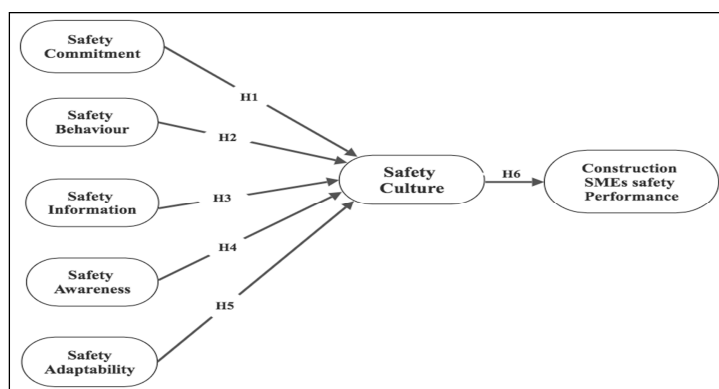 Safety
Commitment
H1
Safety
Behaviour
H2
Safety
Information
H3
Safety
Awareness
H4
Safety
Adaptability
H5
Safety
Culture
H6
Construction
SMEs safety
Performance